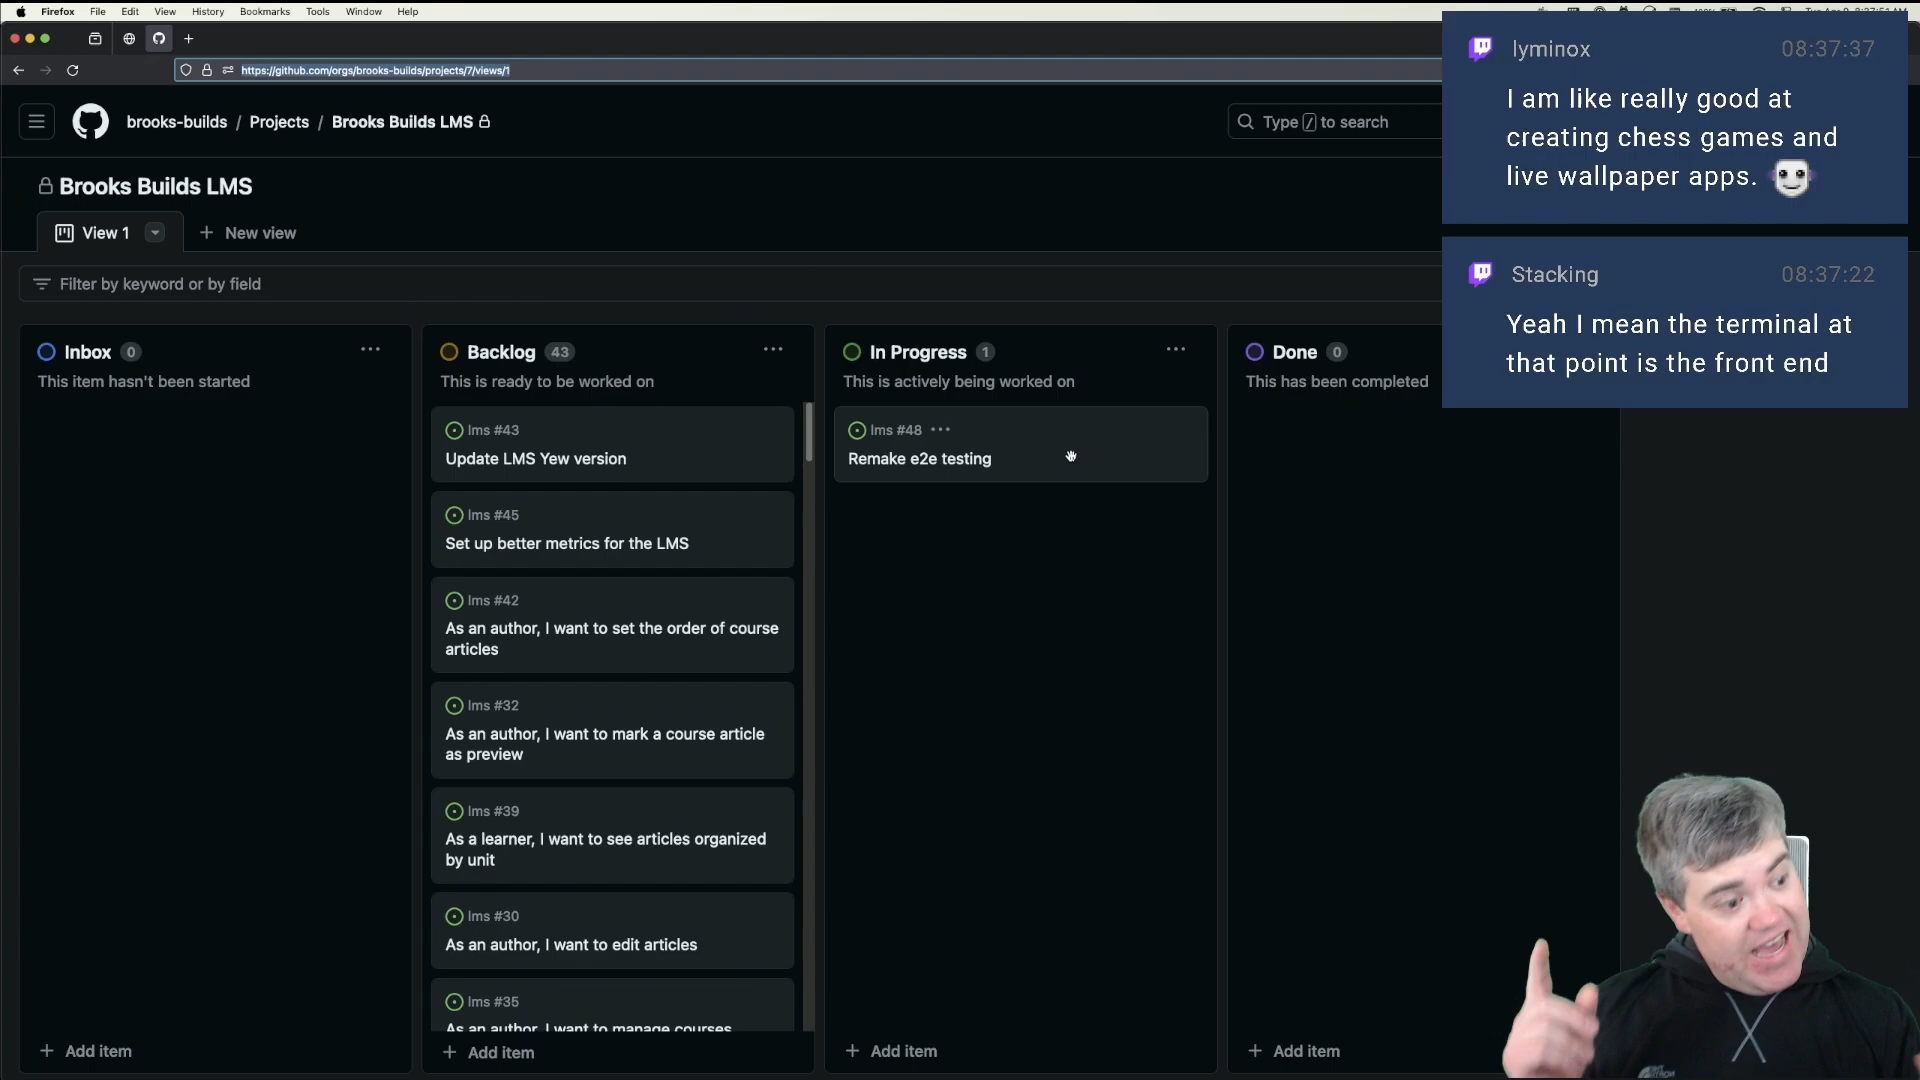 Firefox File Edit View History Bookmarks Tools Window Help
https://github.com/orgs/brooks-builds/projects/7/views/1
brooks-builds / Projects / Brooks Builds LMS
Type / to search
Brooks Builds LMS
View 1
New view
Filter by keyword or by field
Inbox 0
This item hasn't been started
Add item
Backlog 43
This is ready to be worked on
lms #43
Update LMS Yew version
lms #45
Set up better metrics for the LMS
lms #42
As an author, I want to set the order of course
articles
lms #32
As an author, I want to mark a course article
as preview
lms #39
As a learner, I want to see articles organized
by unit
lms #30
As an author, I want to edit articles
lms #35
As an author, I want to manage courses
Add item
In Progress 1
This is actively being worked on
lms #48
Remake e2e testing
Add item
Done 0
This has been completed
Add item
lyminox 08:37:37
I am like really good at
creating chess games and
live wallpaper apps.
Stacking 08:37:22
Yeah I mean the terminal at
that point is the front end